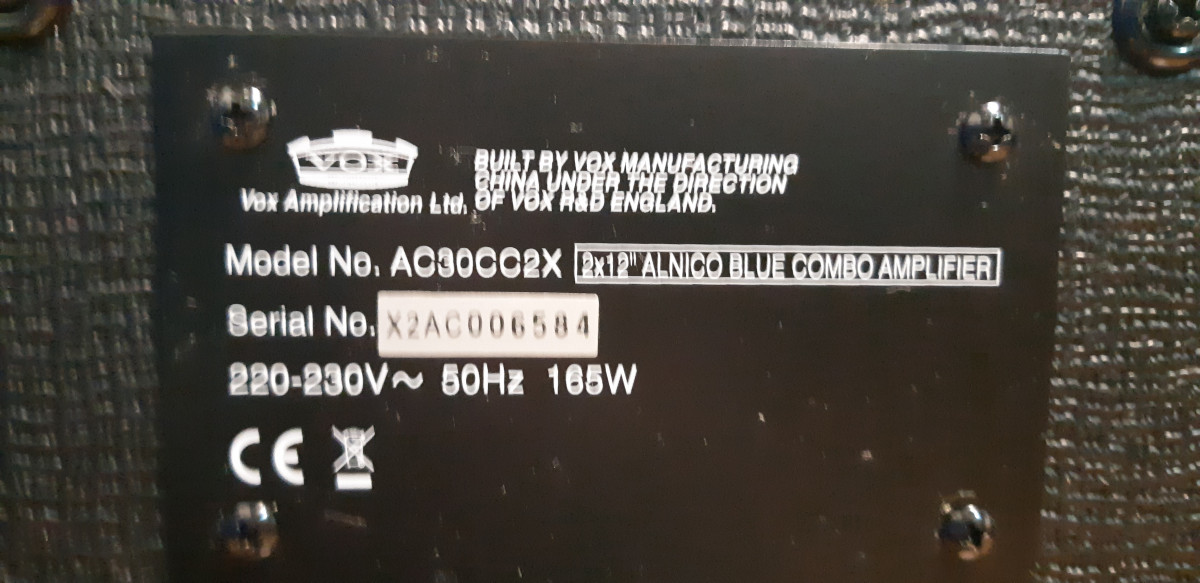 VOX
Vox Amplification Ltd.
BUILT BY VOX MANUFACTURING
CHINA UNDER THE DIRECTION
OF VOX R&D ENGLAND.
Model No. AC30CC2X 2x12" ALNICO BLUE COMBO AMPLIFIER
Serial No. X2AC006584
220-230V~ 50Hz 165W
CE